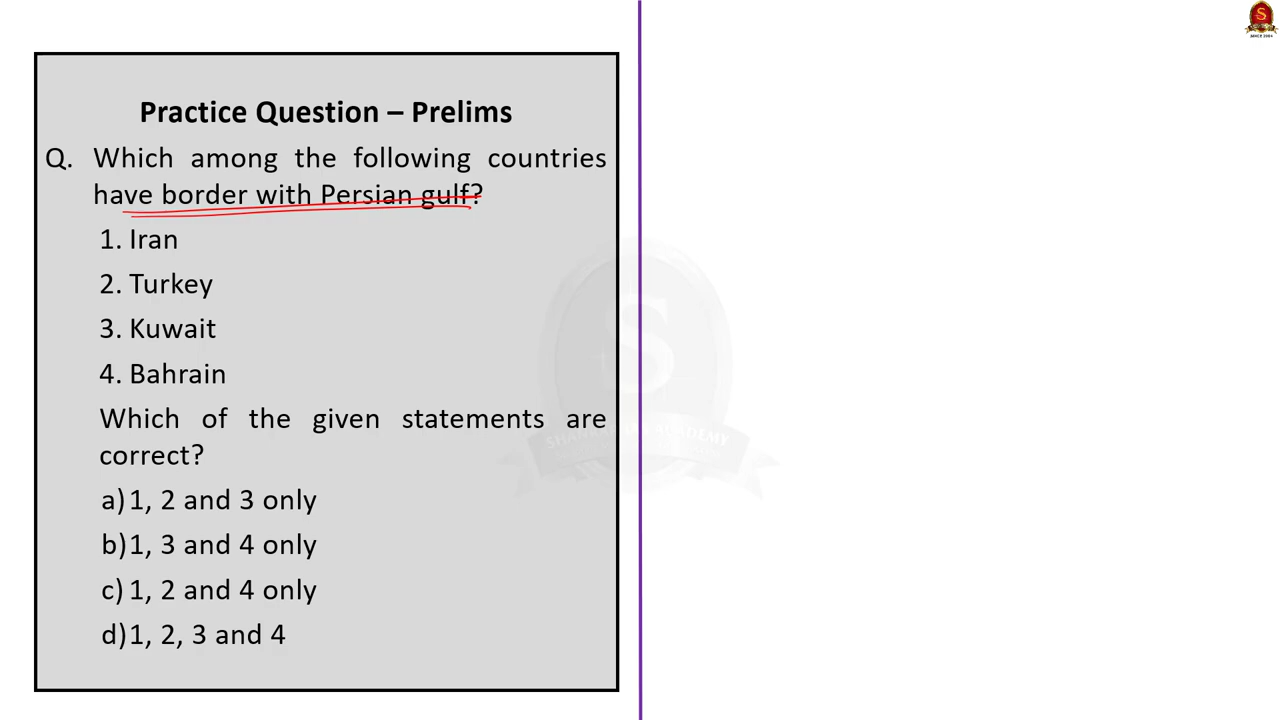 Practice Question – Prelims
Q. Which among the following countries
have border with Persian gulf?
1. Iran
2. Turkey
3. Kuwait
4. Bahrain
Which of the given statements are
correct?
a) 1, 2 and 3 only
b) 1, 3 and 4 only
c) 1, 2 and 4 only
d) 1, 2, 3 and 4
S
SINCE 2004